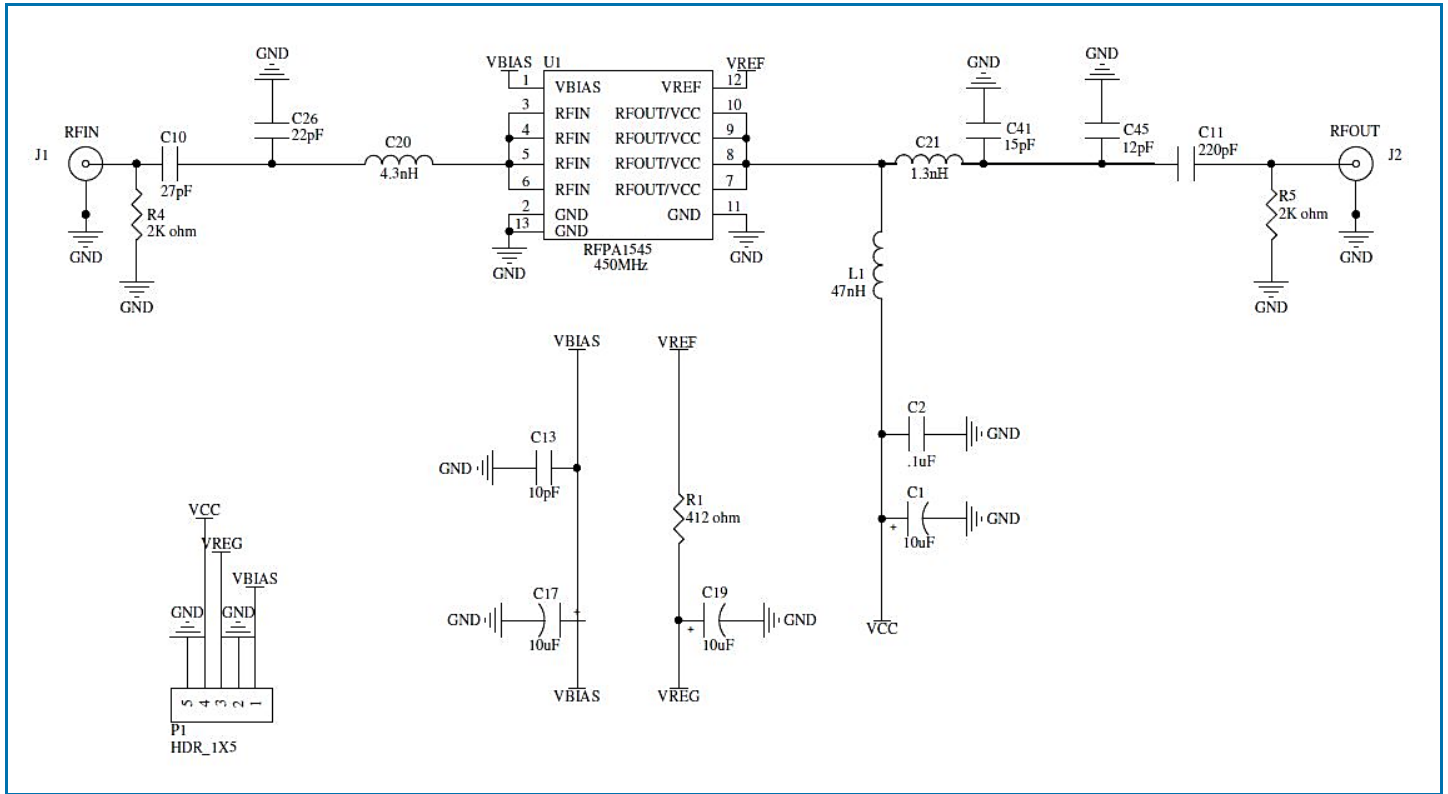 GND
C26
22pF
RFIN
J1
C10
27pF
R4
2K ohm
GND
GND
C20
4.3nH
VBIAS
U1
VREF
1
VBIAS
VREF
12
3
RFIN
RFOUT/VCC
10
4
RFIN
RFOUT/VCC
9
5
RFIN
RFOUT/VCC
8
6
RFIN
RFOUT/VCC
7
2
GND
GND
11
13
GND
RFPA1545
450MHz
GND
GND
GND
C41
15pF
GND
C45
12pF
C21
1.3nH
C11
220pF
RFOUT
J2
R5
2K ohm
GND
GND
L1
47nH
C2
.1uF
GND
C1
+
10uF
GND
VCC
VBIAS
C13
10pF
GND
C17
+
10uF
GND
VBIAS
VREF
R1
412 ohm
C19
+
10uF
GND
VREG
VCC
VREG
VBIAS
GND
GND
5
4
3
2
1
P1
HDR_1X5